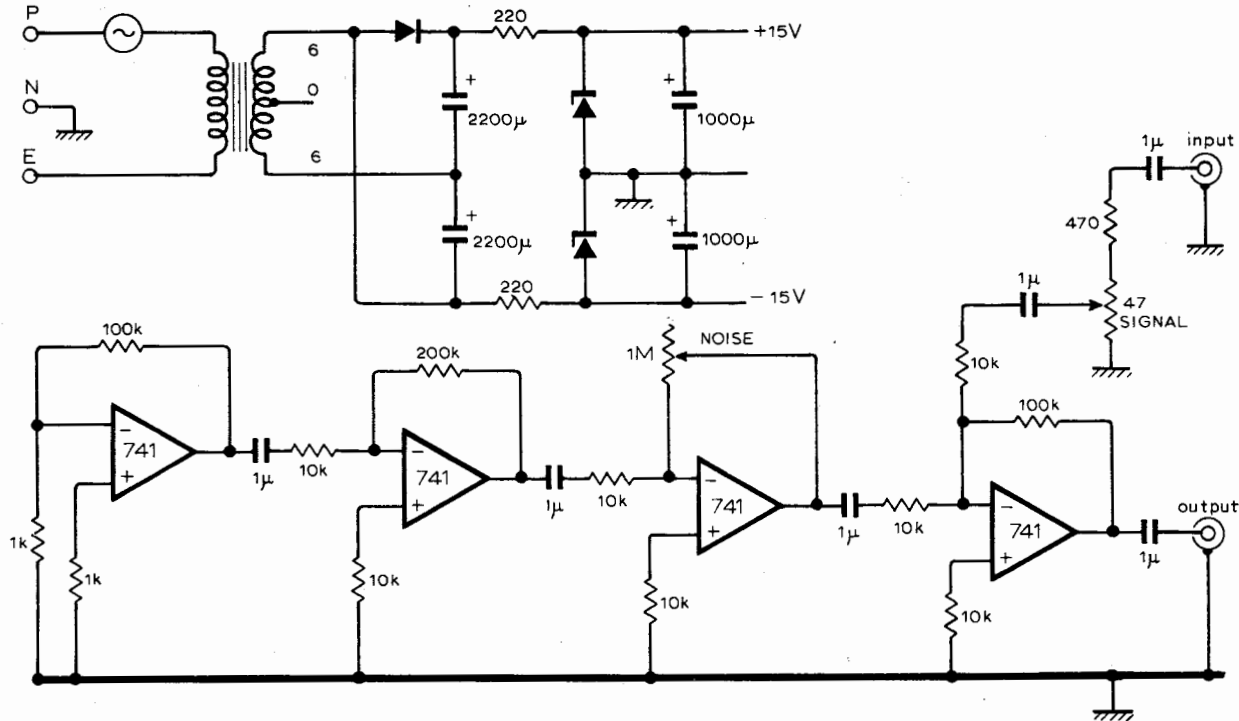 P
N
E
6
0
6
220
+15V
+
2200μ
+
1000μ
+
2200μ
+
1000μ
220
-15V
1μ
input
470
1μ
47
SIGNAL
10k
100k
-
741
+
1k
1k
1μ
10k
200k
-
741
+
10k
1μ
10k
1M
NOISE
-
741
+
10k
1μ
10k
100k
-
741
+
10k
1μ
output